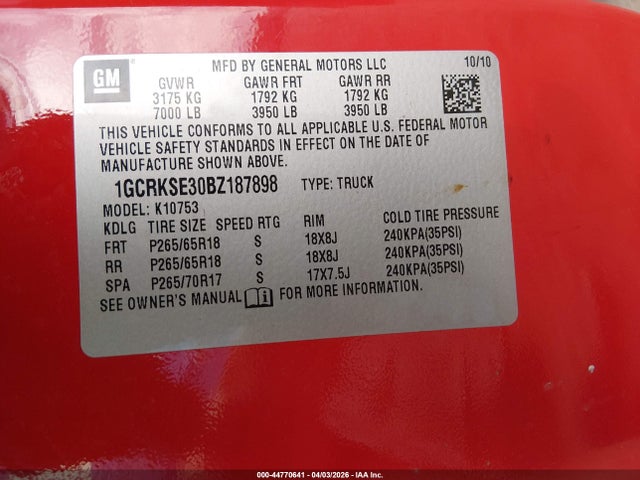 GM
MFD BY GENERAL MOTORS LLC 10/10
GVWR GAWR FRT GAWR RR
3175 KG 1792 KG 1792 KG
7000 LB 3950 LB 3950 LB
THIS VEHICLE CONFORMS TO ALL APPLICABLE U.S. FEDERAL MOTOR
VEHICLE SAFETY STANDARDS IN EFFECT ON THE DATE OF
MANUFACTURE SHOWN ABOVE.
1GCRKSE30BZ187898 TYPE: TRUCK
MODEL: K10753
KDLG TIRE SIZE SPEED RTG RIM COLD TIRE PRESSURE
FRT P265/65R18 S 18X8J 240KPA(35PSI)
RR P265/65R18 S 18X8J 240KPA(35PSI)
SPA P265/70R17 S 17X7.5J 240KPA(35PSI)
SEE OWNER'S MANUAL FOR MORE INFORMATION.
000-44770641 - 04/03/2026 - IAA Inc.